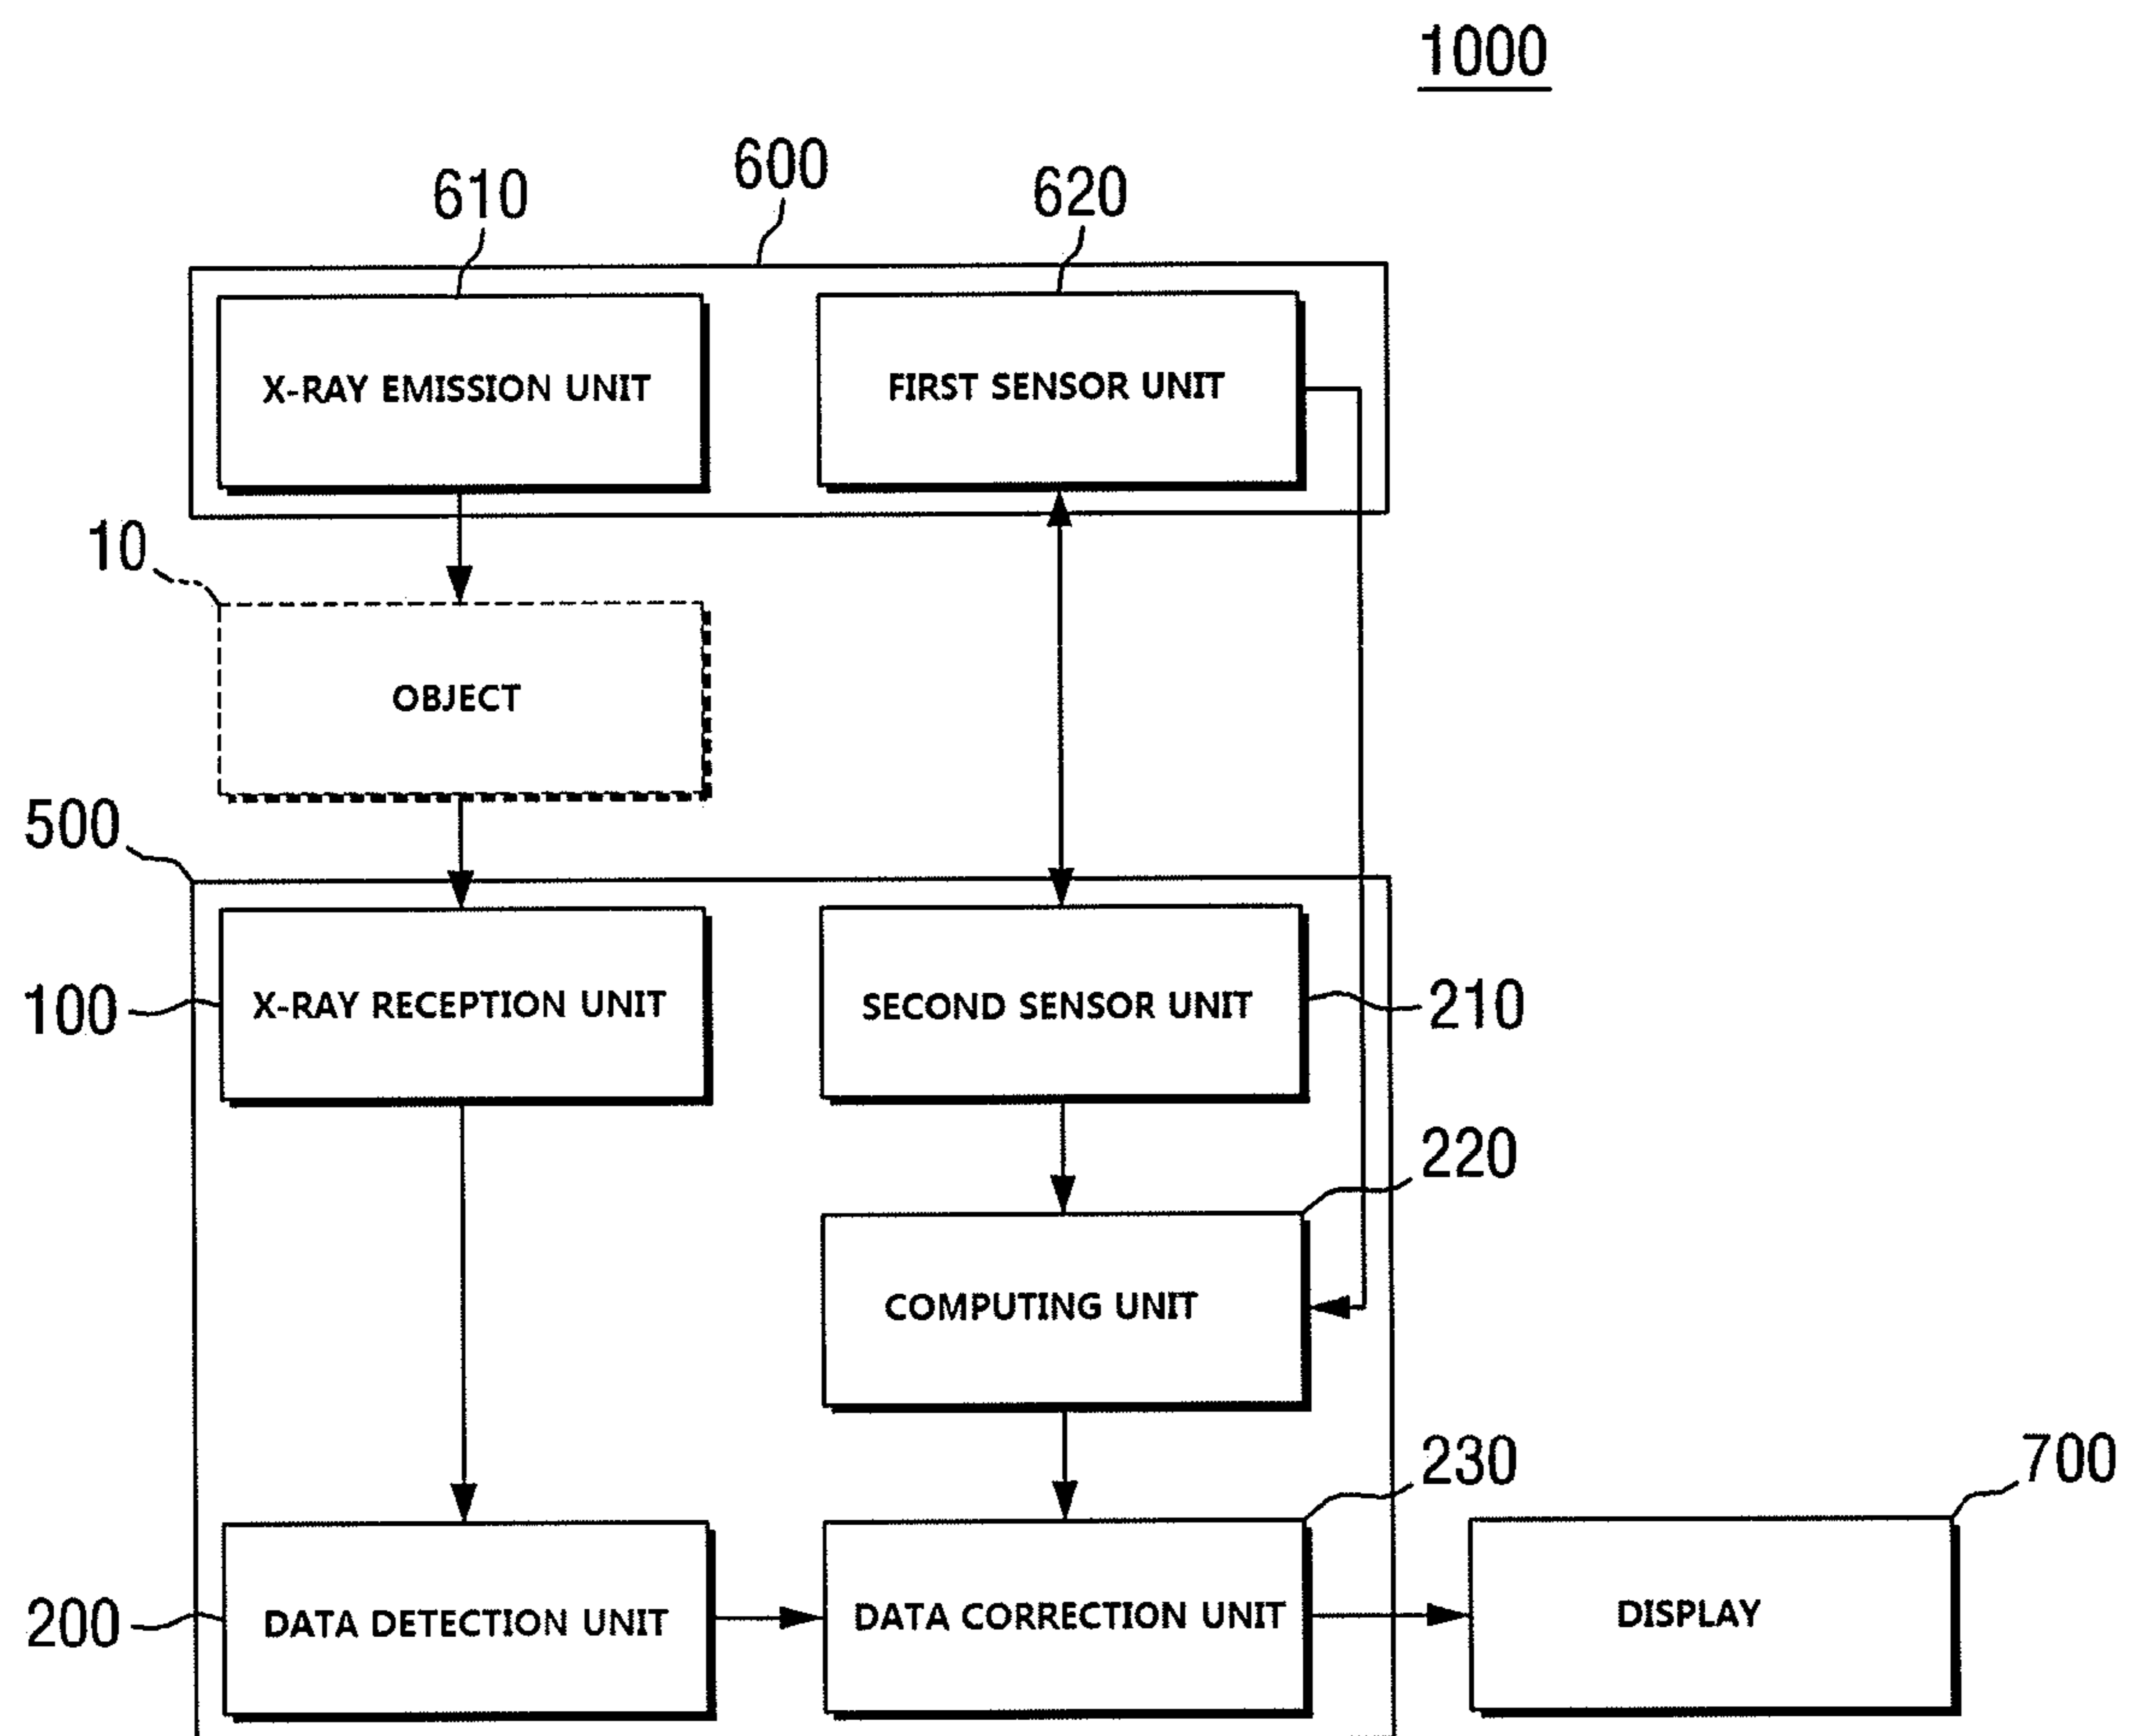 1000
600
610
620
X-RAY EMISSION UNIT
FIRST SENSOR UNIT
10
OBJECT
500
100
X-RAY RECEPTION UNIT
SECOND SENSOR UNIT
210
220
COMPUTING UNIT
230
700
200
DATA DETECTION UNIT
DATA CORRECTION UNIT
DISPLAY